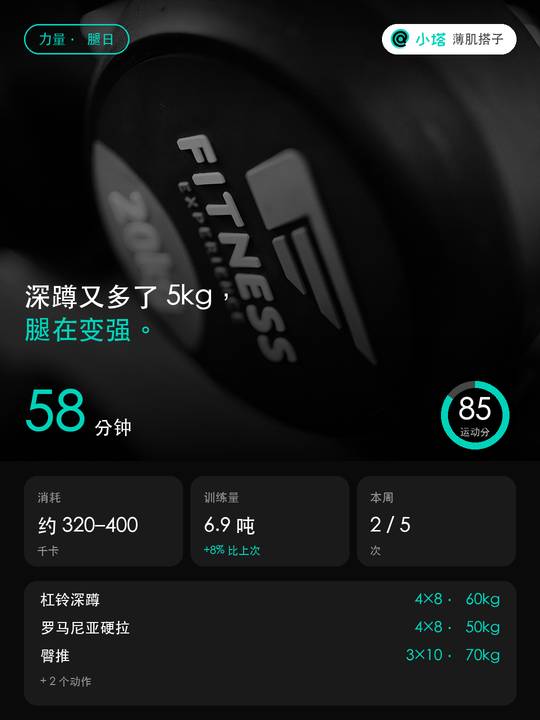 力量 · 腿日
@ 小塔 薄肌搭子
FITNESS
EXPERIENCE
20k
深蹲又多了 5kg，
腿在变强。
58 分钟
85
运动分
消耗
约 320–400
千卡
训练量
6.9 吨
+8% 比上次
本周
2 / 5
次
杠铃深蹲 4×8 · 60kg
罗马尼亚硬拉 4×8 · 50kg
臀推 3×10 · 70kg
+ 2 个动作